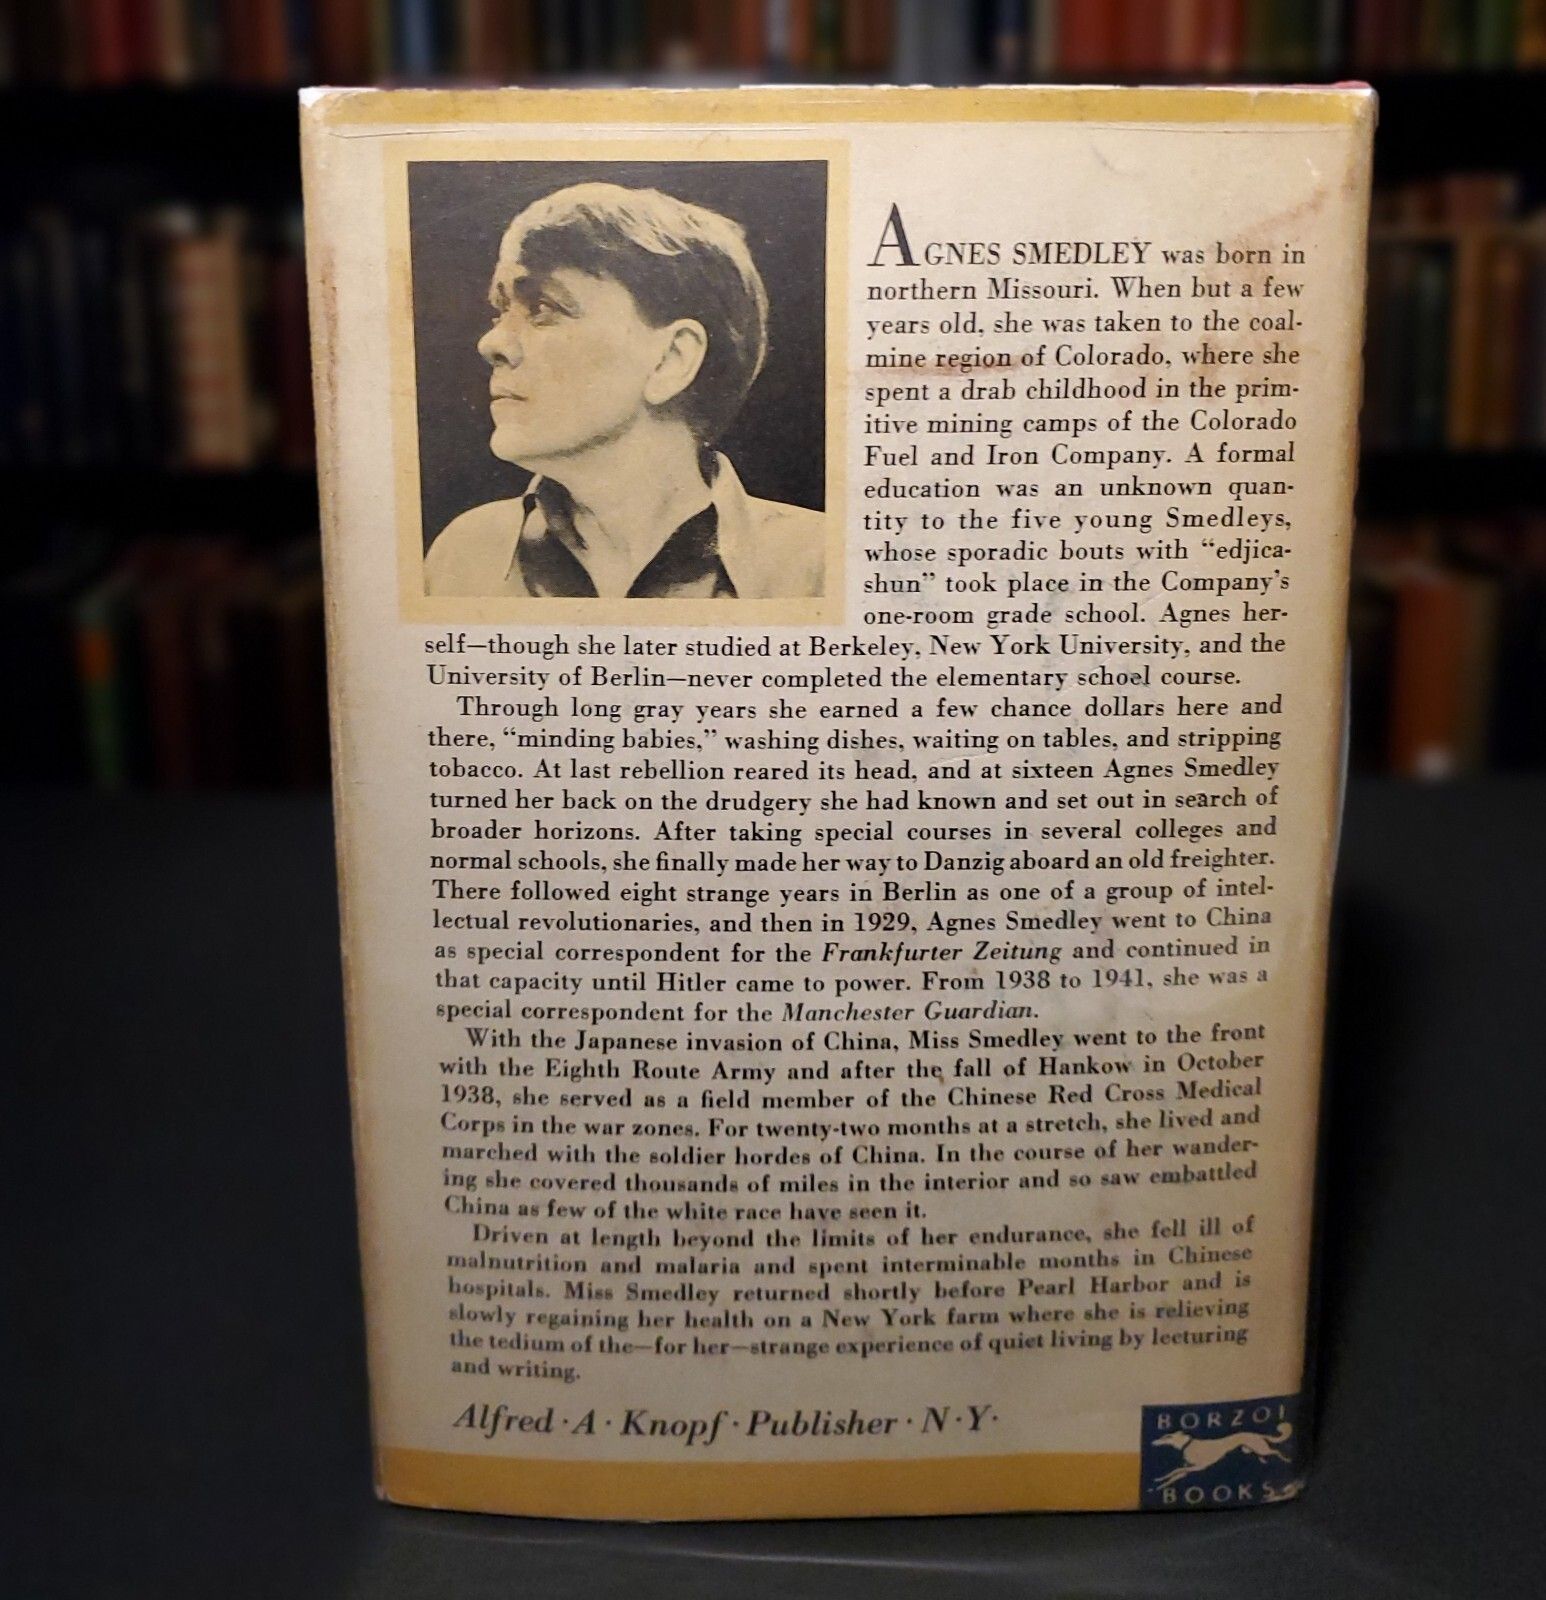 AGNES SMEDLEY was born in
northern Missouri. When but a few
years old, she was taken to the coal-
mine region of Colorado, where she
spent a drab childhood in the prim-
itive mining camps of the Colorado
Fuel and Iron Company. A formal
education was an unknown quan-
tity to the five young Smedleys,
whose sporadic bouts with “edjica-
shun” took place in the Company's
one-room grade school. Agnes her-
self—though she later studied at Berkeley, New York University, and the
University of Berlin—never completed the elementary school course.
Through long gray years she earned a few chance dollars here and
there, “minding babies,” washing dishes, waiting on tables, and stripping
tobacco. At last rebellion reared its head, and at sixteen Agnes Smedley
turned her back on the drudgery she had known and set out in search of
broader horizons. After taking special courses in several colleges and
normal schools, she finally made her way to Danzig aboard an old freighter.
There followed eight strange years in Berlin as one of a group of intel-
lectual revolutionaries, and then in 1929, Agnes Smedley went to China
as special correspondent for the Frankfurter Zeitung and continued in
that capacity until Hitler came to power. From 1938 to 1941, she was a
special correspondent for the Manchester Guardian.
With the Japanese invasion of China, Miss Smedley went to the front
with the Eighth Route Army and after the fall of Hankow in October
1938, she served as a field member of the Chinese Red Cross Medical
Corps in the war zones. For twenty-two months at a stretch, she lived and
marched with the soldier hordes of China. In the course of her wander-
ing she covered thousands of miles in the interior and so saw embattled
China as few of the white race have seen it.
Driven at length beyond the limits of her endurance, she fell ill of
malnutrition and malaria and spent interminable months in Chinese
hospitals. Miss Smedley returned shortly before Pearl Harbor and is
slowly regaining her health on a New York farm where she is relieving
the tedium of the—for her—strange experience of quiet living by lecturing
and writing.
Alfred · A · Knopf · Publisher · N · Y ·
BORZOI
BOOKS